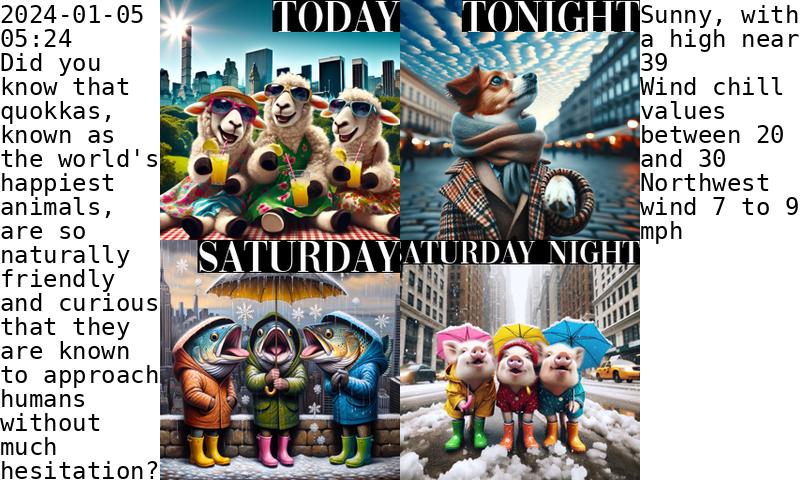 2024-01-05
05:24
Did you
know that
quokkas,
known as
the world's
happiest
animals,
are so
naturally
friendly
and curious
that they
are known
to approach
humans
without
much
hesitation?
TODAY
TONIGHT
SATURDAY
ATURDAY NIGHT
Sunny, with
a high near
39
Wind chill
values
between 20
and 30
Northwest
wind 7 to 9
mph